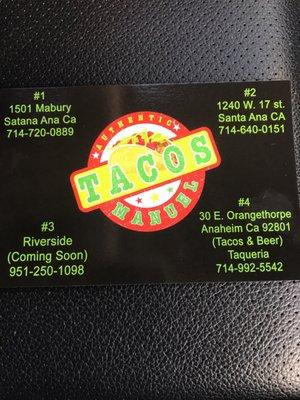 #1
1501 Mabury
Satana Ana Ca
714-720-0889
#2
1240 W. 17 st.
Santa Ana CA
714-640-0151
AUTHENTIC
TACOS
MANUEL
#3
Riverside
(Coming Soon)
951-250-1098
#4
30 E. Orangethorpe
Anaheim Ca 92801
(Tacos & Beer)
Taqueria
714-992-5542